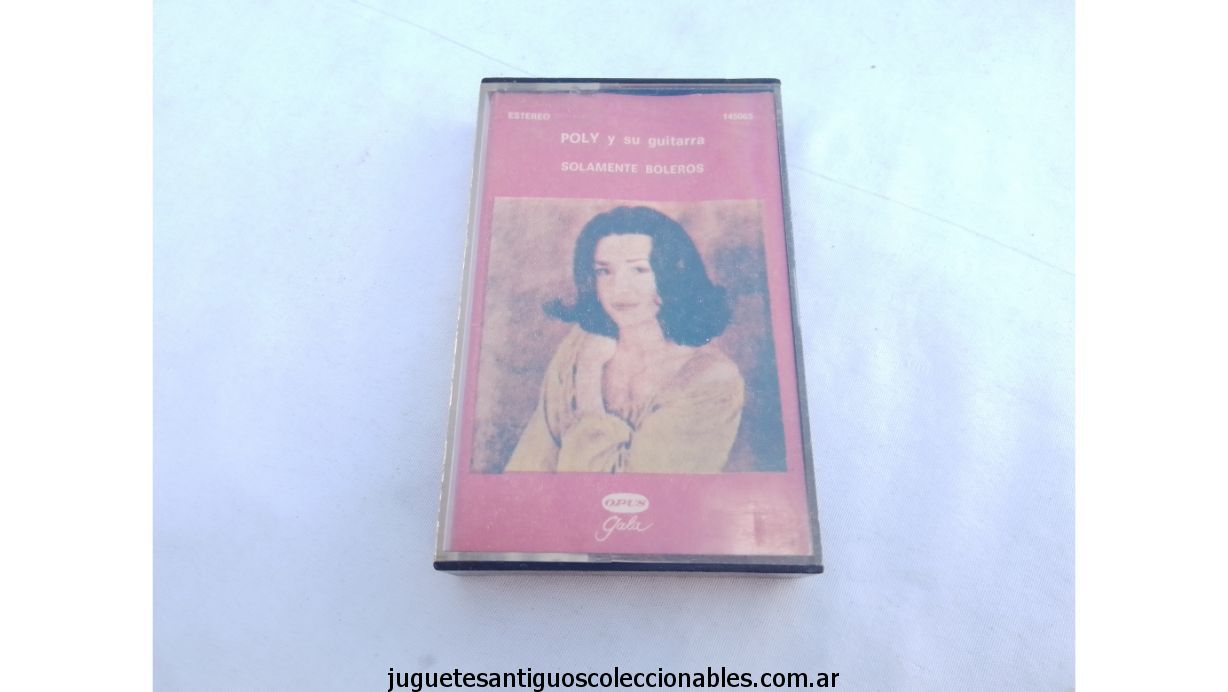 ESTEREO 145065
POLY y su guitarra
SOLAMENTE BOLEROS
OPUS
Gala
juguetesantiguoscoleccionables.com.ar